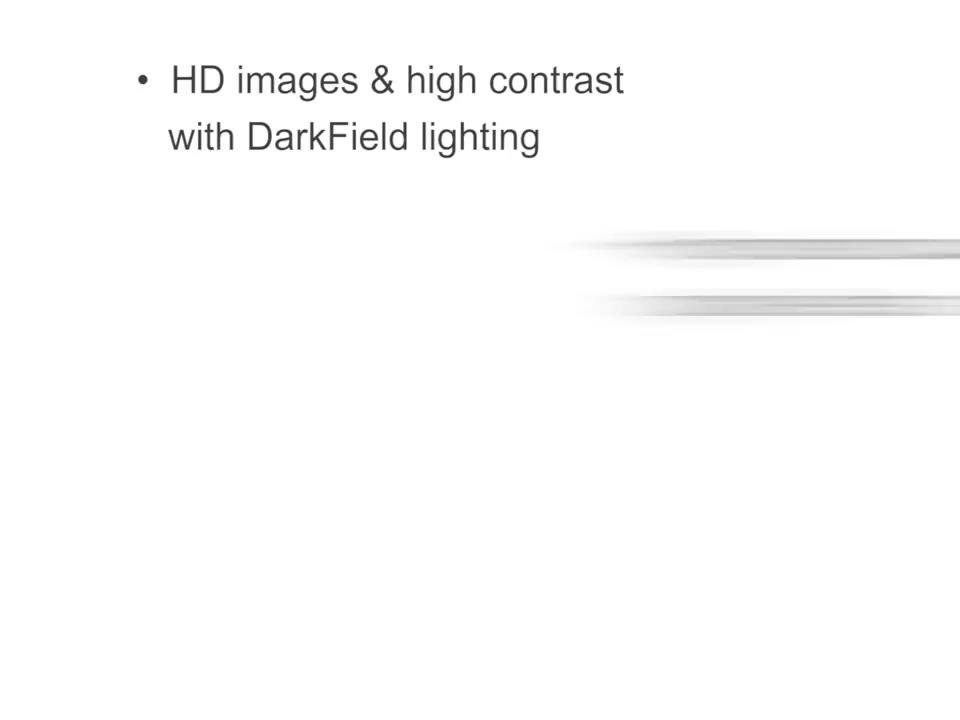 • HD images & high contrast
with DarkField lighting